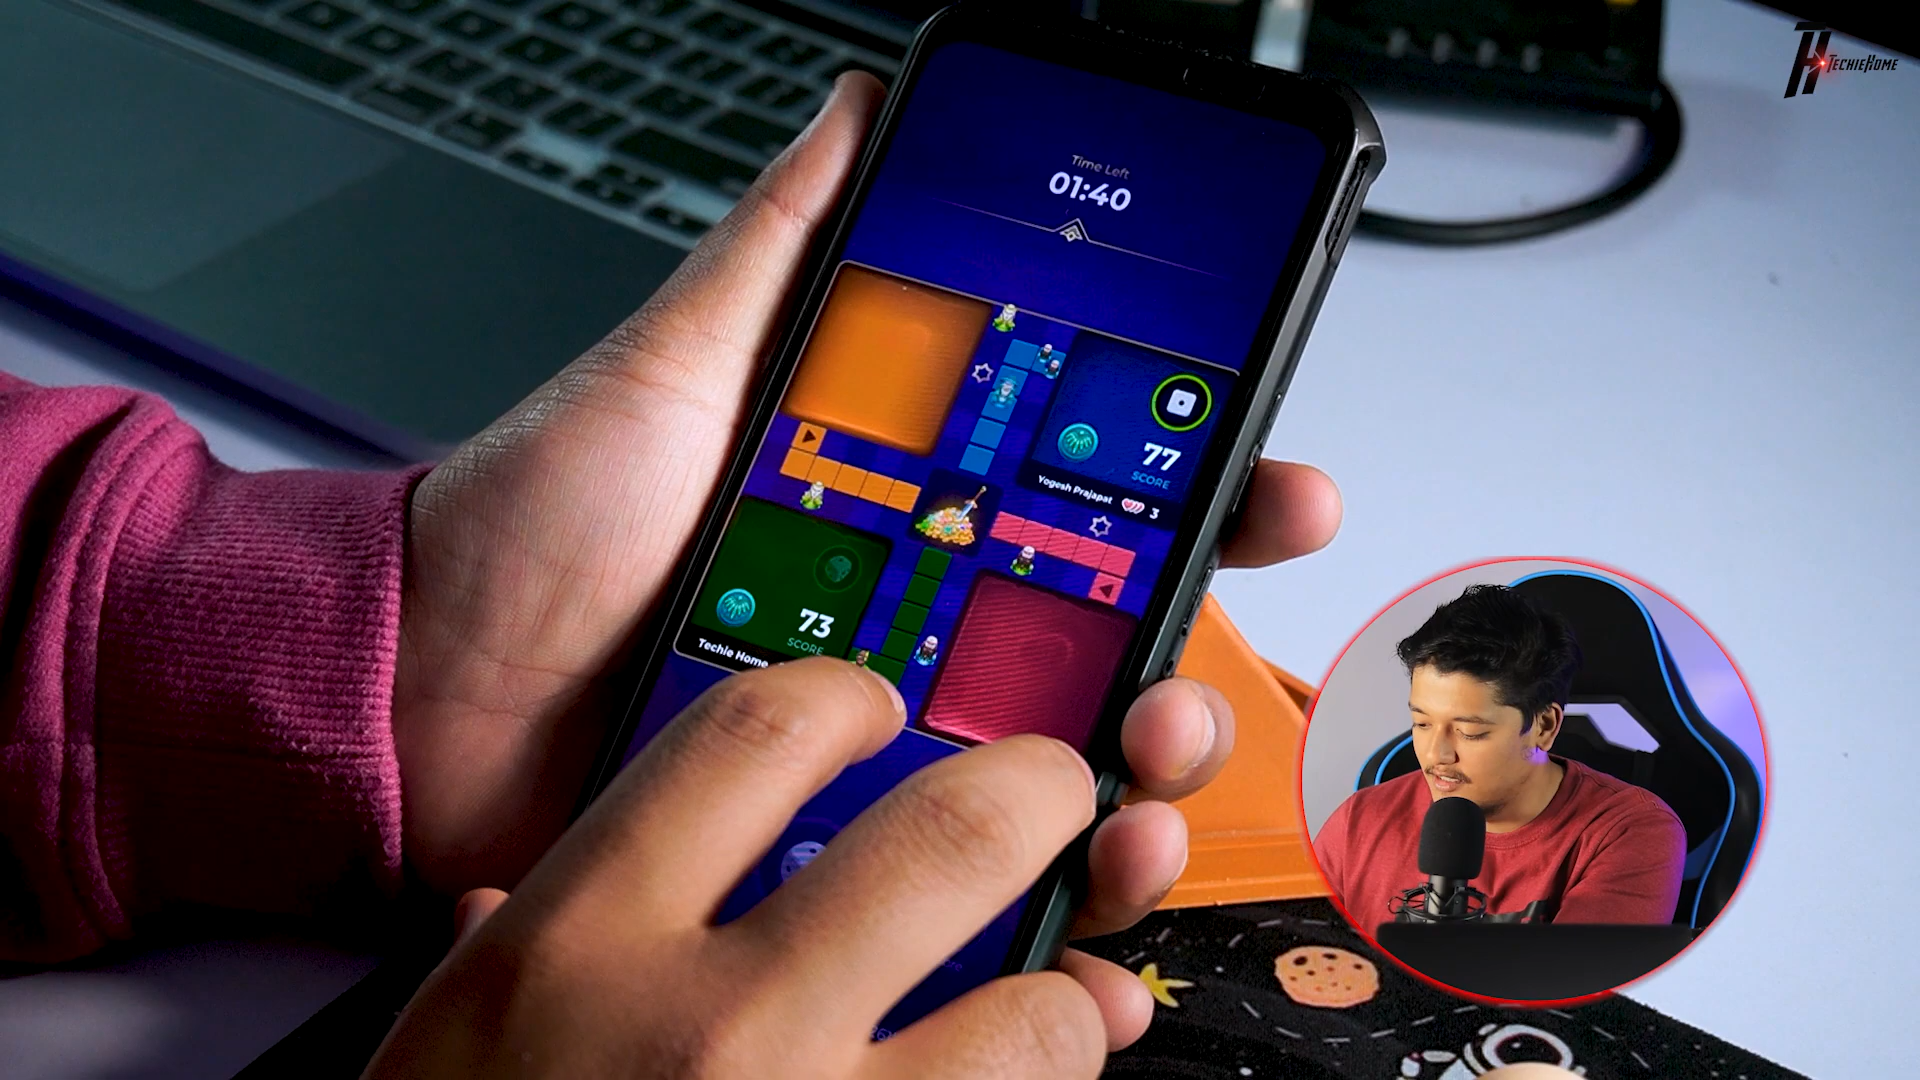 TECHIEHOME
Time Left
01:40
77
SCORE
Yogesh Prajapat
3
73
SCORE
Techie Home